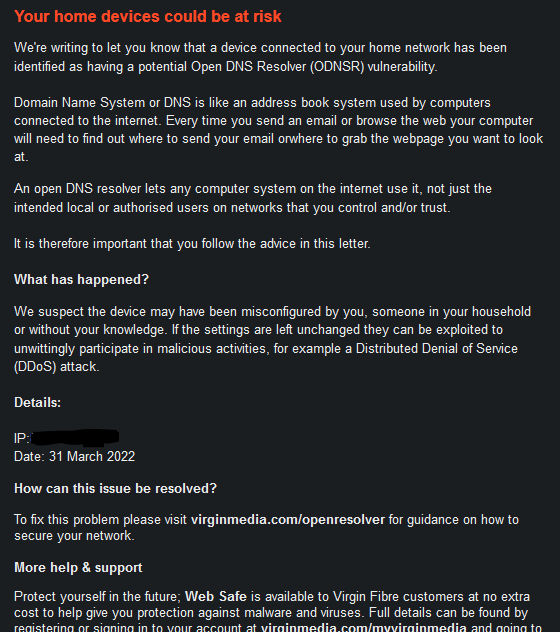 Your home devices could be at risk
We're writing to let you know that a device connected to your home network has been
identified as having a potential Open DNS Resolver (ODNSR) vulnerability.
Domain Name System or DNS is like an address book system used by computers
connected to the internet. Every time you send an email or browse the web your computer
will need to find out where to send your email orwhere to grab the webpage you want to look
at.
An open DNS resolver lets any computer system on the internet use it, not just the
intended local or authorised users on networks that you control and/or trust.
It is therefore important that you follow the advice in this letter.
What has happened?
We suspect the device may have been misconfigured by you, someone in your household
or without your knowledge. If the settings are left unchanged they can be exploited to
unwittingly participate in malicious activities, for example a Distributed Denial of Service
(DDoS) attack.
Details:
IP:
Date: 31 March 2022
How can this issue be resolved?
To fix this problem please visit virginmedia.com/openresolver for guidance on how to
secure your network.
More help & support
Protect yourself in the future; Web Safe is available to Virgin Fibre customers at no extra
cost to help give you protection against malware and viruses. Full details can be found by
registering or signing in to your account at virginmedia.com/myvirginmedia and going to